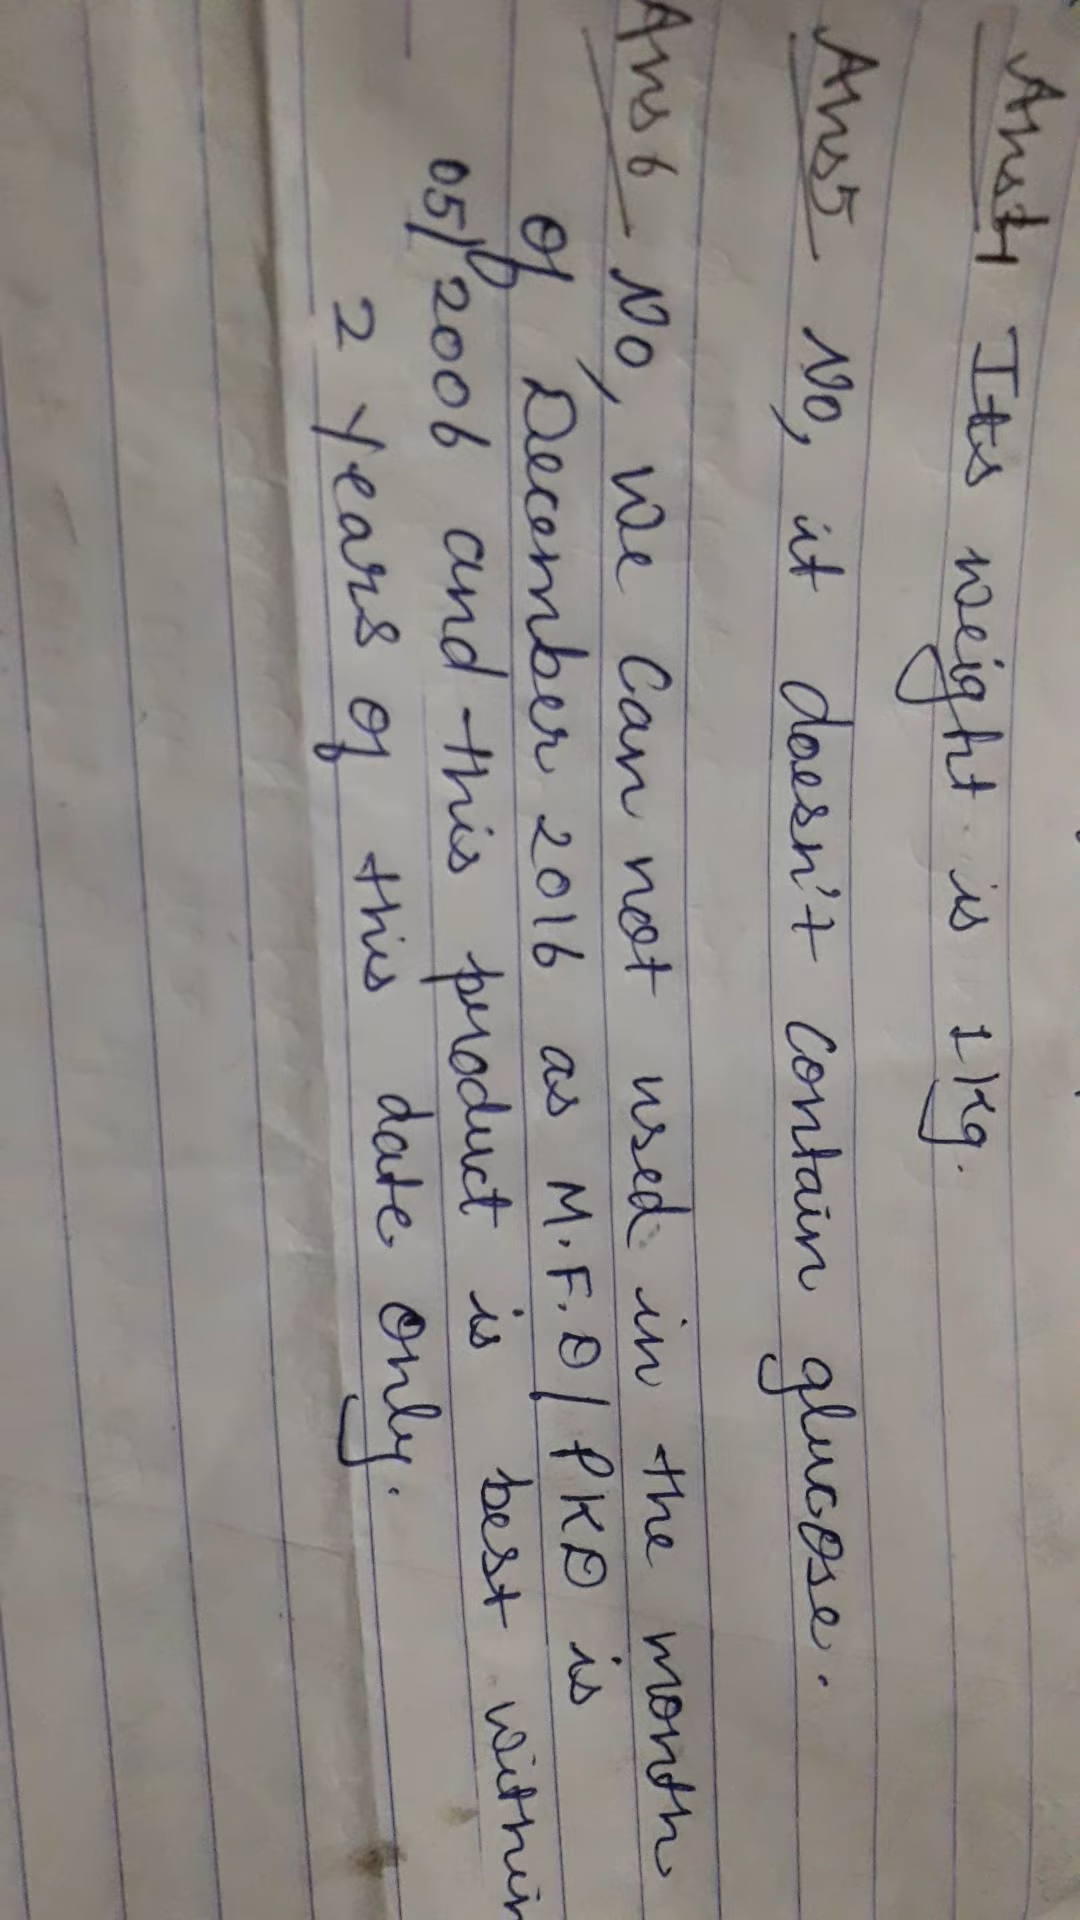 Ans4 Its weight is 1 Kg.
Ans5 No, it doesn't contain glucose.
Ans 6 No, we can not used in the month
of December 2016 as M.F.D/PKD is
05/2006 and this product is best within
2 years of this date only.